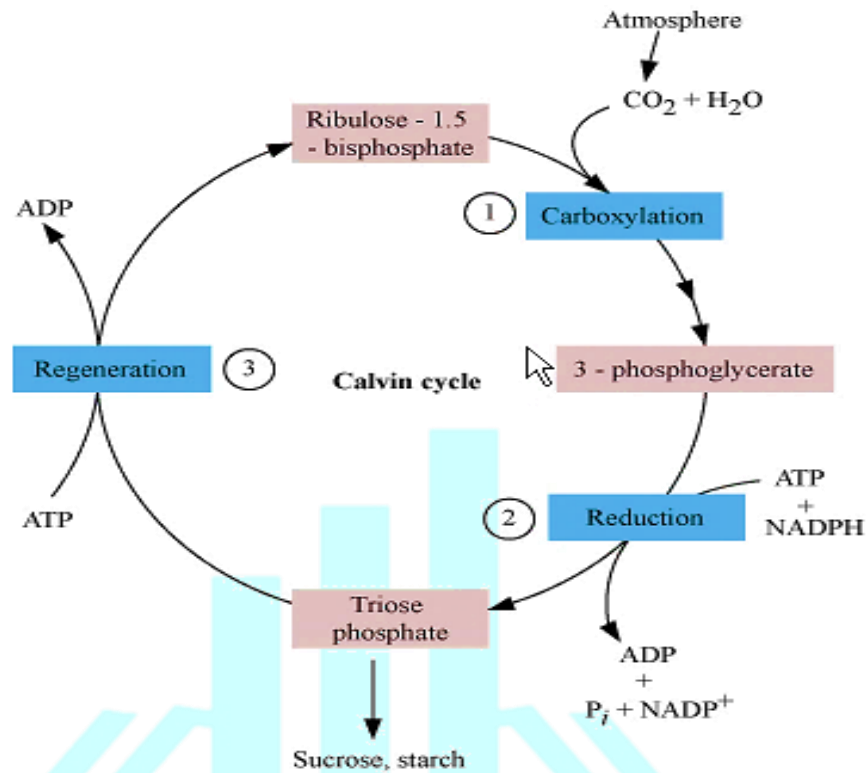 Atmosphere
CO₂ + H₂O
Ribulose - 1.5
- bisphosphate
1
Carboxylation
ADP
Regeneration
3
Calvin cycle
3 - phosphoglycerate
ATP
ATP
+
NADPH
2
Reduction
Triose
phosphate
ADP
+
Pᵢ + NADP⁺
Sucrose, starch